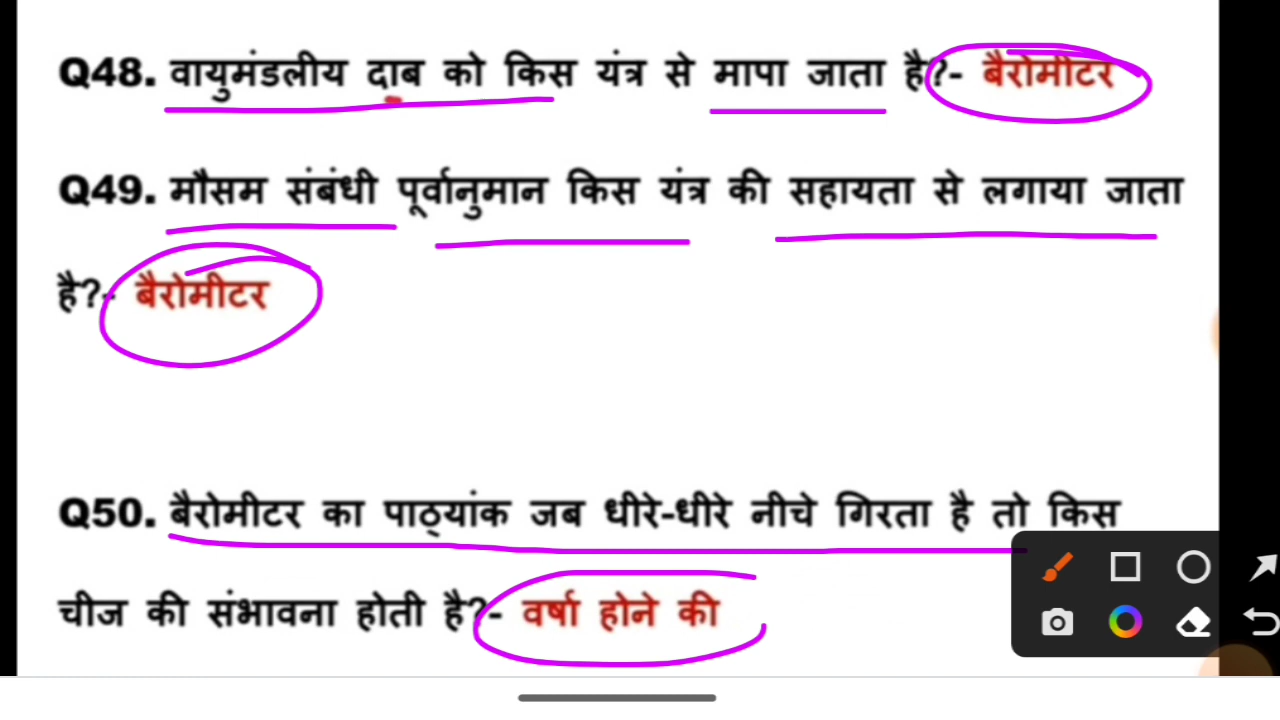 Q48. वायुमंडलीय दाब को किस यंत्र से मापा जाता है?- बैरोमीटर
Q49. मौसम संबंधी पूर्वानुमान किस यंत्र की सहायता से लगाया जाता
है?- बैरोमीटर
Q50. बैरोमीटर का पाठ्यांक जब धीरे-धीरे नीचे गिरता है तो किस
चीज की संभावना होती है?- वर्षा होने की